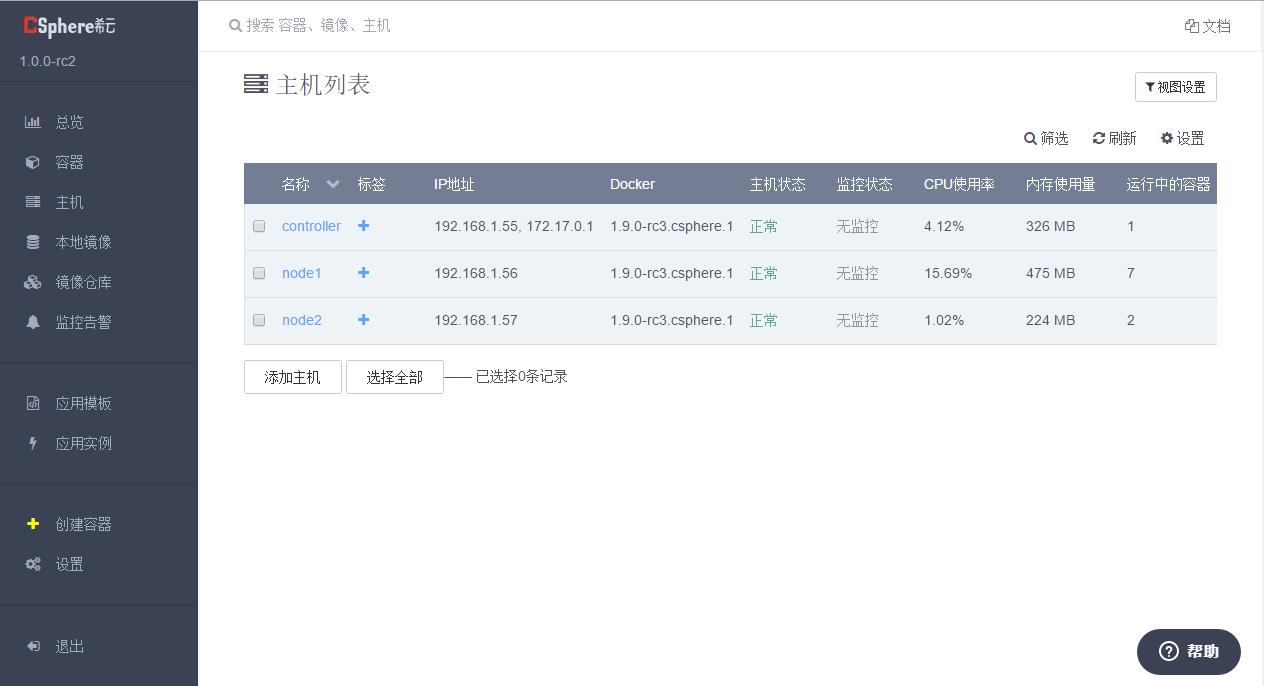 CSphere希云
1.0.0-rc2
总览
容器
主机
本地镜像
镜像仓库
监控告警
应用模板
应用实例
创建容器
设置
退出
搜索 容器、镜像、主机
文档
主机列表
视图设置
筛选 刷新 设置
名称 标签 IP地址 Docker 主机状态 监控状态 CPU使用率 内存使用量 运行中的容器
controller 192.168.1.55, 172.17.0.1 1.9.0-rc3.csphere.1 正常 无监控 4.12% 326 MB 1
node1 192.168.1.56 1.9.0-rc3.csphere.1 正常 无监控 15.69% 475 MB 7
node2 192.168.1.57 1.9.0-rc3.csphere.1 正常 无监控 1.02% 224 MB 2
添加主机 选择全部 已选择0条记录
帮助